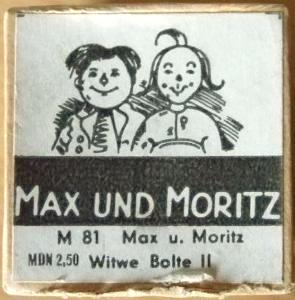 MAX UND MORITZ
M 81 Max u. Moritz
MDN 2,50 Witwe Bolte II